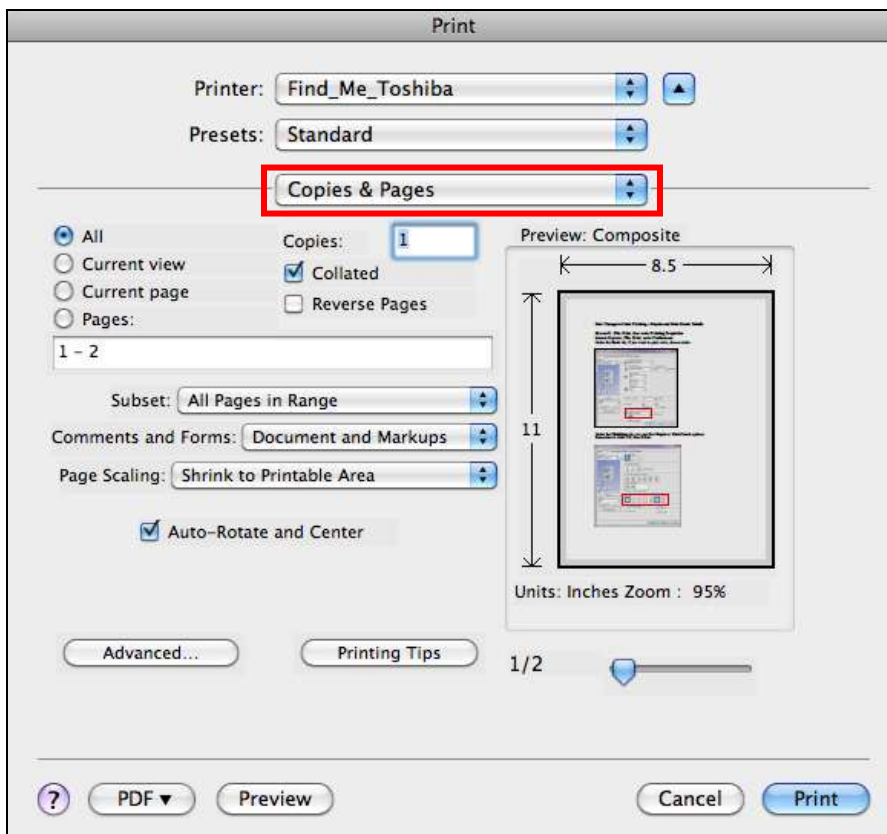 Print
Printer: Find_Me_Toshiba
Presets: Standard
Copies & Pages
All
Current view
Current page
Pages:
1 - 2
Copies: 1
Collated
Reverse Pages
Subset: All Pages in Range
Comments and Forms: Document and Markups
Page Scaling: Shrink to Printable Area
Auto-Rotate and Center
Advanced...
Printing Tips
Preview: Composite
8.5
11
Units: Inches Zoom : 95%
1/2
?
PDF ▾
Preview
Cancel
Print